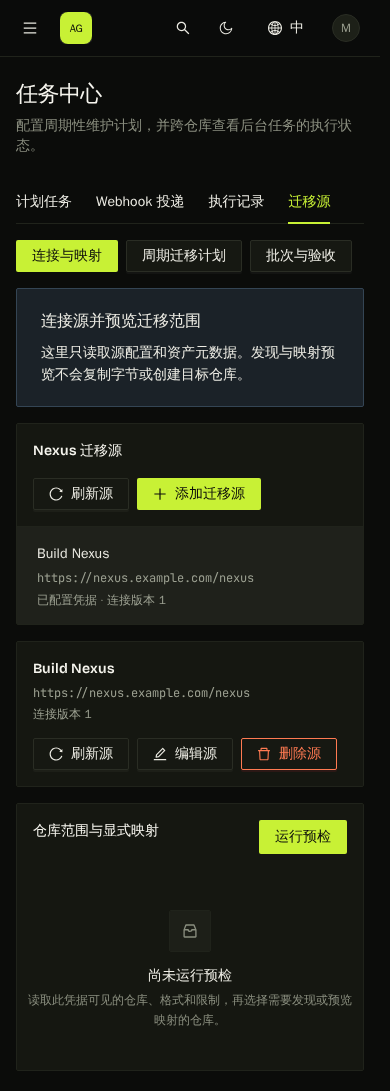 AG
中
M
任务中心
配置周期性维护计划，并跨仓库查看后台任务的执行状
态。
计划任务 Webhook 投递 执行记录 迁移源
连接与映射 周期迁移计划 批次与验收
连接源并预览迁移范围
这里只读取源配置和资产元数据。发现与映射预
览不会复制字节或创建目标仓库。
Nexus 迁移源
刷新源 添加迁移源
Build Nexus
https://nexus.example.com/nexus
已配置凭据 · 连接版本 1
Build Nexus
https://nexus.example.com/nexus
连接版本 1
刷新源 编辑源 删除源
仓库范围与显式映射 运行预检
尚未运行预检
读取此凭据可见的仓库、格式和限制，再选择需要发现或预览
映射的仓库。